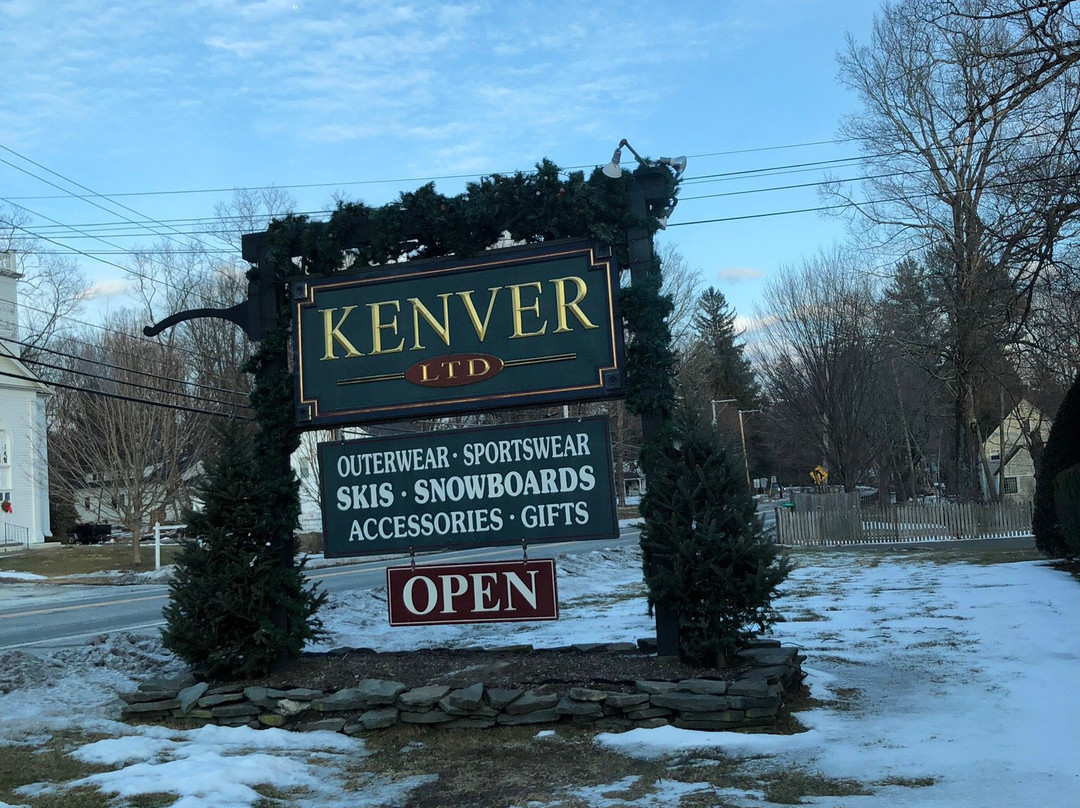 KENVER
LTD
OUTERWEAR · SPORTSWEAR
SKIS · SNOWBOARDS
ACCESSORIES · GIFTS
OPEN